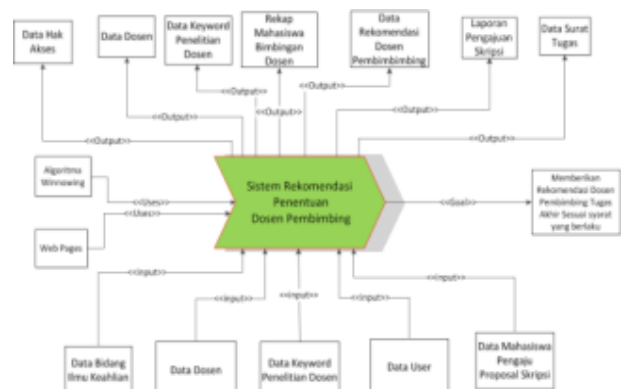 Data Hak
Akses
Data Dosen
Data Keyword
Penelitian
Dosen
Rekap
Mahasiswa
Bimbingan
Dosen
Data
Rekomendasi
Dosen
Pembimbimbing
Laporan
Pengajuan
Skripsi
Data Surat
Tugas
<<Output>>
<<Output>>
<<Output>>
<<Output>>
<<Output>>
<<Output>>
<<Output>>
Algoritma
Winnowing
<<Uses>>
Web Pages
<<Uses>>
Sistem Rekomendasi
Penentuan
Dosen Pembimbing
<<Goal>>
Memberikan
Rekomendasi Dosen
Pembimbing Tugas
Akhir Sesuai syarat
yang berlaku
<<Input>>
<<Input>>
<<Input>>
<<Input>>
<<Input>>
Data Bidang
Ilmu Keahlian
Data Dosen
Data Keyword
Penelitian Dosen
Data User
Data Mahasiswa
Pengaju
Proposal Skripsi